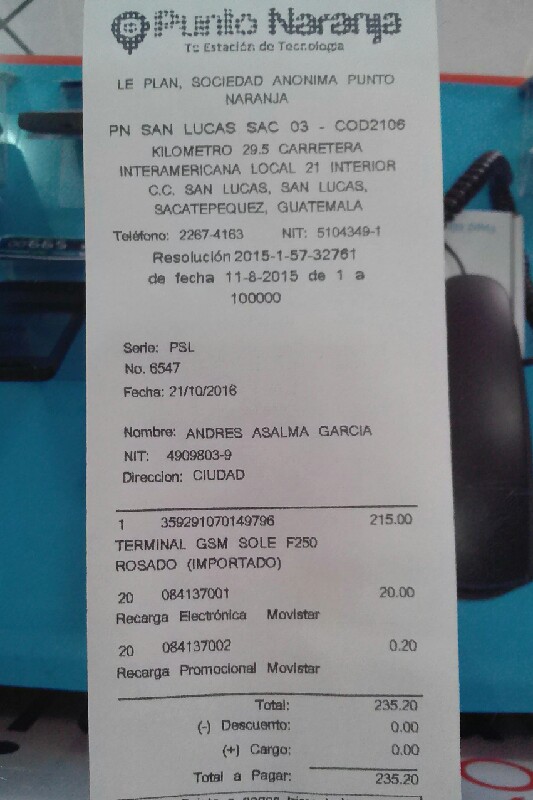 Punto Naranja
Tu Estación de Tecnología
LE PLAN, SOCIEDAD ANONIMA PUNTO
NARANJA
PN SAN LUCAS SAC 03 - COD2106
KILOMETRO 29.5 CARRETERA
INTERAMERICANA LOCAL 21 INTERIOR
C.C. SAN LUCAS, SAN LUCAS,
SACATEPEQUEZ, GUATEMALA
Teléfono: 2267-4163 NIT: 5104349-1
Resolución 2015-1-57-32761
de fecha 11-8-2015 de 1 a
100000
Serie: PSL
No. 6547
Fecha: 21/10/2016
Nombre: ANDRES ASALMA GARCIA
NIT: 4909803-9
Direccion: CIUDAD
1 359291070149796 215.00
TERMINAL GSM SOLE F250
ROSADO (IMPORTADO)
20 084137001 20.00
Recarga Electrónica Movistar
20 084137002 0.20
Recarga Promocional Movistar
Total: 235.20
(-) Descuento: 0.00
(+) Cargo: 0.00
Total a Pagar: 235.20